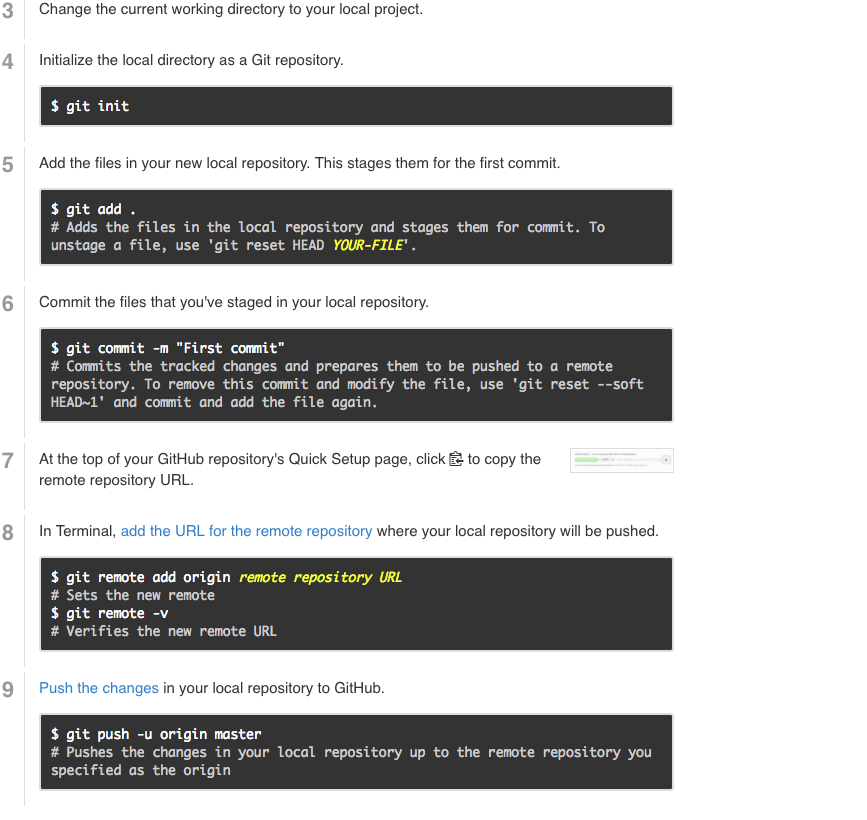 3
Change the current working directory to your local project.
4
Initialize the local directory as a Git repository.
$ git init
5
Add the files in your new local repository. This stages them for the first commit.
$ git add .
# Adds the files in the local repository and stages them for commit. To
unstage a file, use 'git reset HEAD YOUR-FILE'.
6
Commit the files that you've staged in your local repository.
$ git commit -m "First commit"
# Commits the tracked changes and prepares them to be pushed to a remote
repository. To remove this commit and modify the file, use 'git reset --soft
HEAD~1' and commit and add the file again.
7
At the top of your GitHub repository's Quick Setup page, click to copy the
remote repository URL.
8
In Terminal, add the URL for the remote repository where your local repository will be pushed.
$ git remote add origin remote repository URL
# Sets the new remote
$ git remote -v
# Verifies the new remote URL
9
Push the changes in your local repository to GitHub.
$ git push -u origin master
# Pushes the changes in your local repository up to the remote repository you
specified as the origin